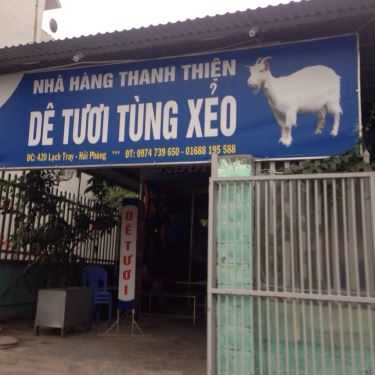 NHÀ HÀNG THANH THIỆN
DÊ TƯƠI TÙNG XẺO
ĐC: 420 Lạch Tray - Hải Phòng *** ĐT: 0974 739 650 - 01688 195 588
DÊ TƯƠI